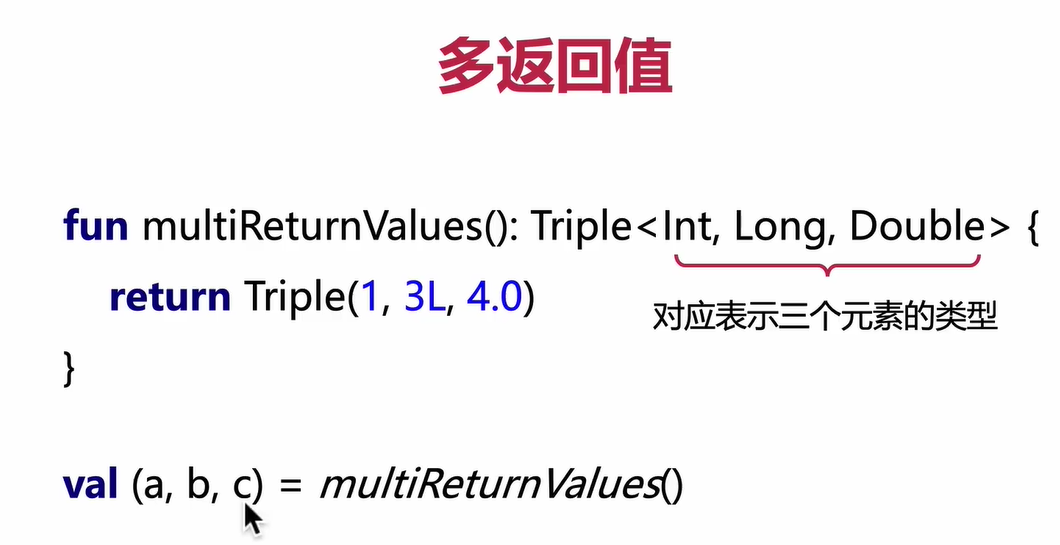 多返回值
fun multiReturnValues(): Triple<Int, Long, Double> {
return Triple(1, 3L, 4.0)
对应表示三个元素的类型
}
val (a, b, c) = multiReturnValues()